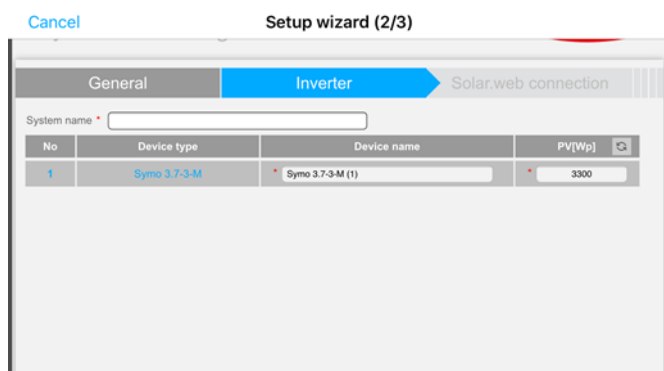 Cancel Setup wizard (2/3)
General Inverter Solar.web connection
System name *
No Device type Device name PV[Wp]
1 Symo 3.7-3-M * Symo 3.7-3-M (1) * 3300